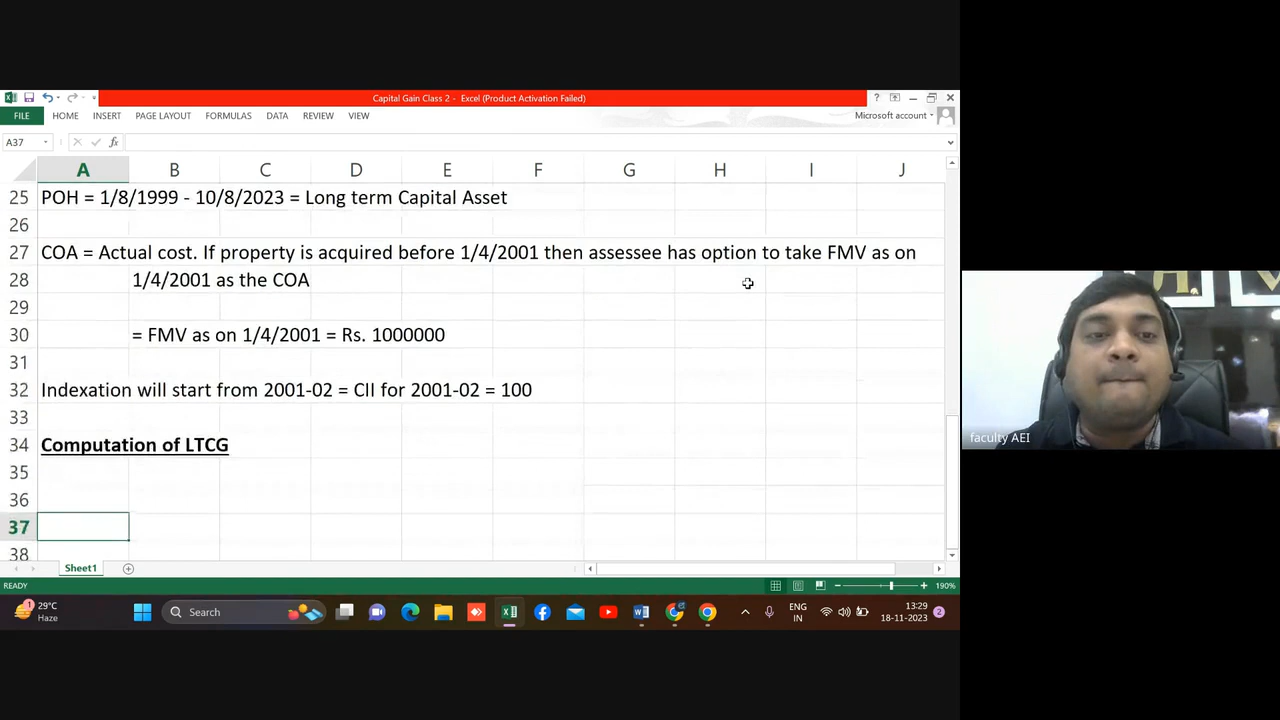 Capital Gain Class 2 - Excel (Product Activation Failed)
FILE HOME INSERT PAGE LAYOUT FORMULAS DATA REVIEW VIEW Microsoft account
A37 fx
A B C D E F G H I J
25 POH = 1/8/1999 - 10/8/2023 = Long term Capital Asset
26
27 COA = Actual cost. If property is acquired before 1/4/2001 then assessee has option to take FMV as on
28 1/4/2001 as the COA
29
30 = FMV as on 1/4/2001 = Rs. 1000000
31
32 Indexation will start from 2001-02 = CII for 2001-02 = 100
33
34 Computation of LTCG
35
36
37
38
faculty AEI
Sheet1
READY 190%
29°C
Haze
Search
ENG
IN
13:29
18-11-2023
2
1